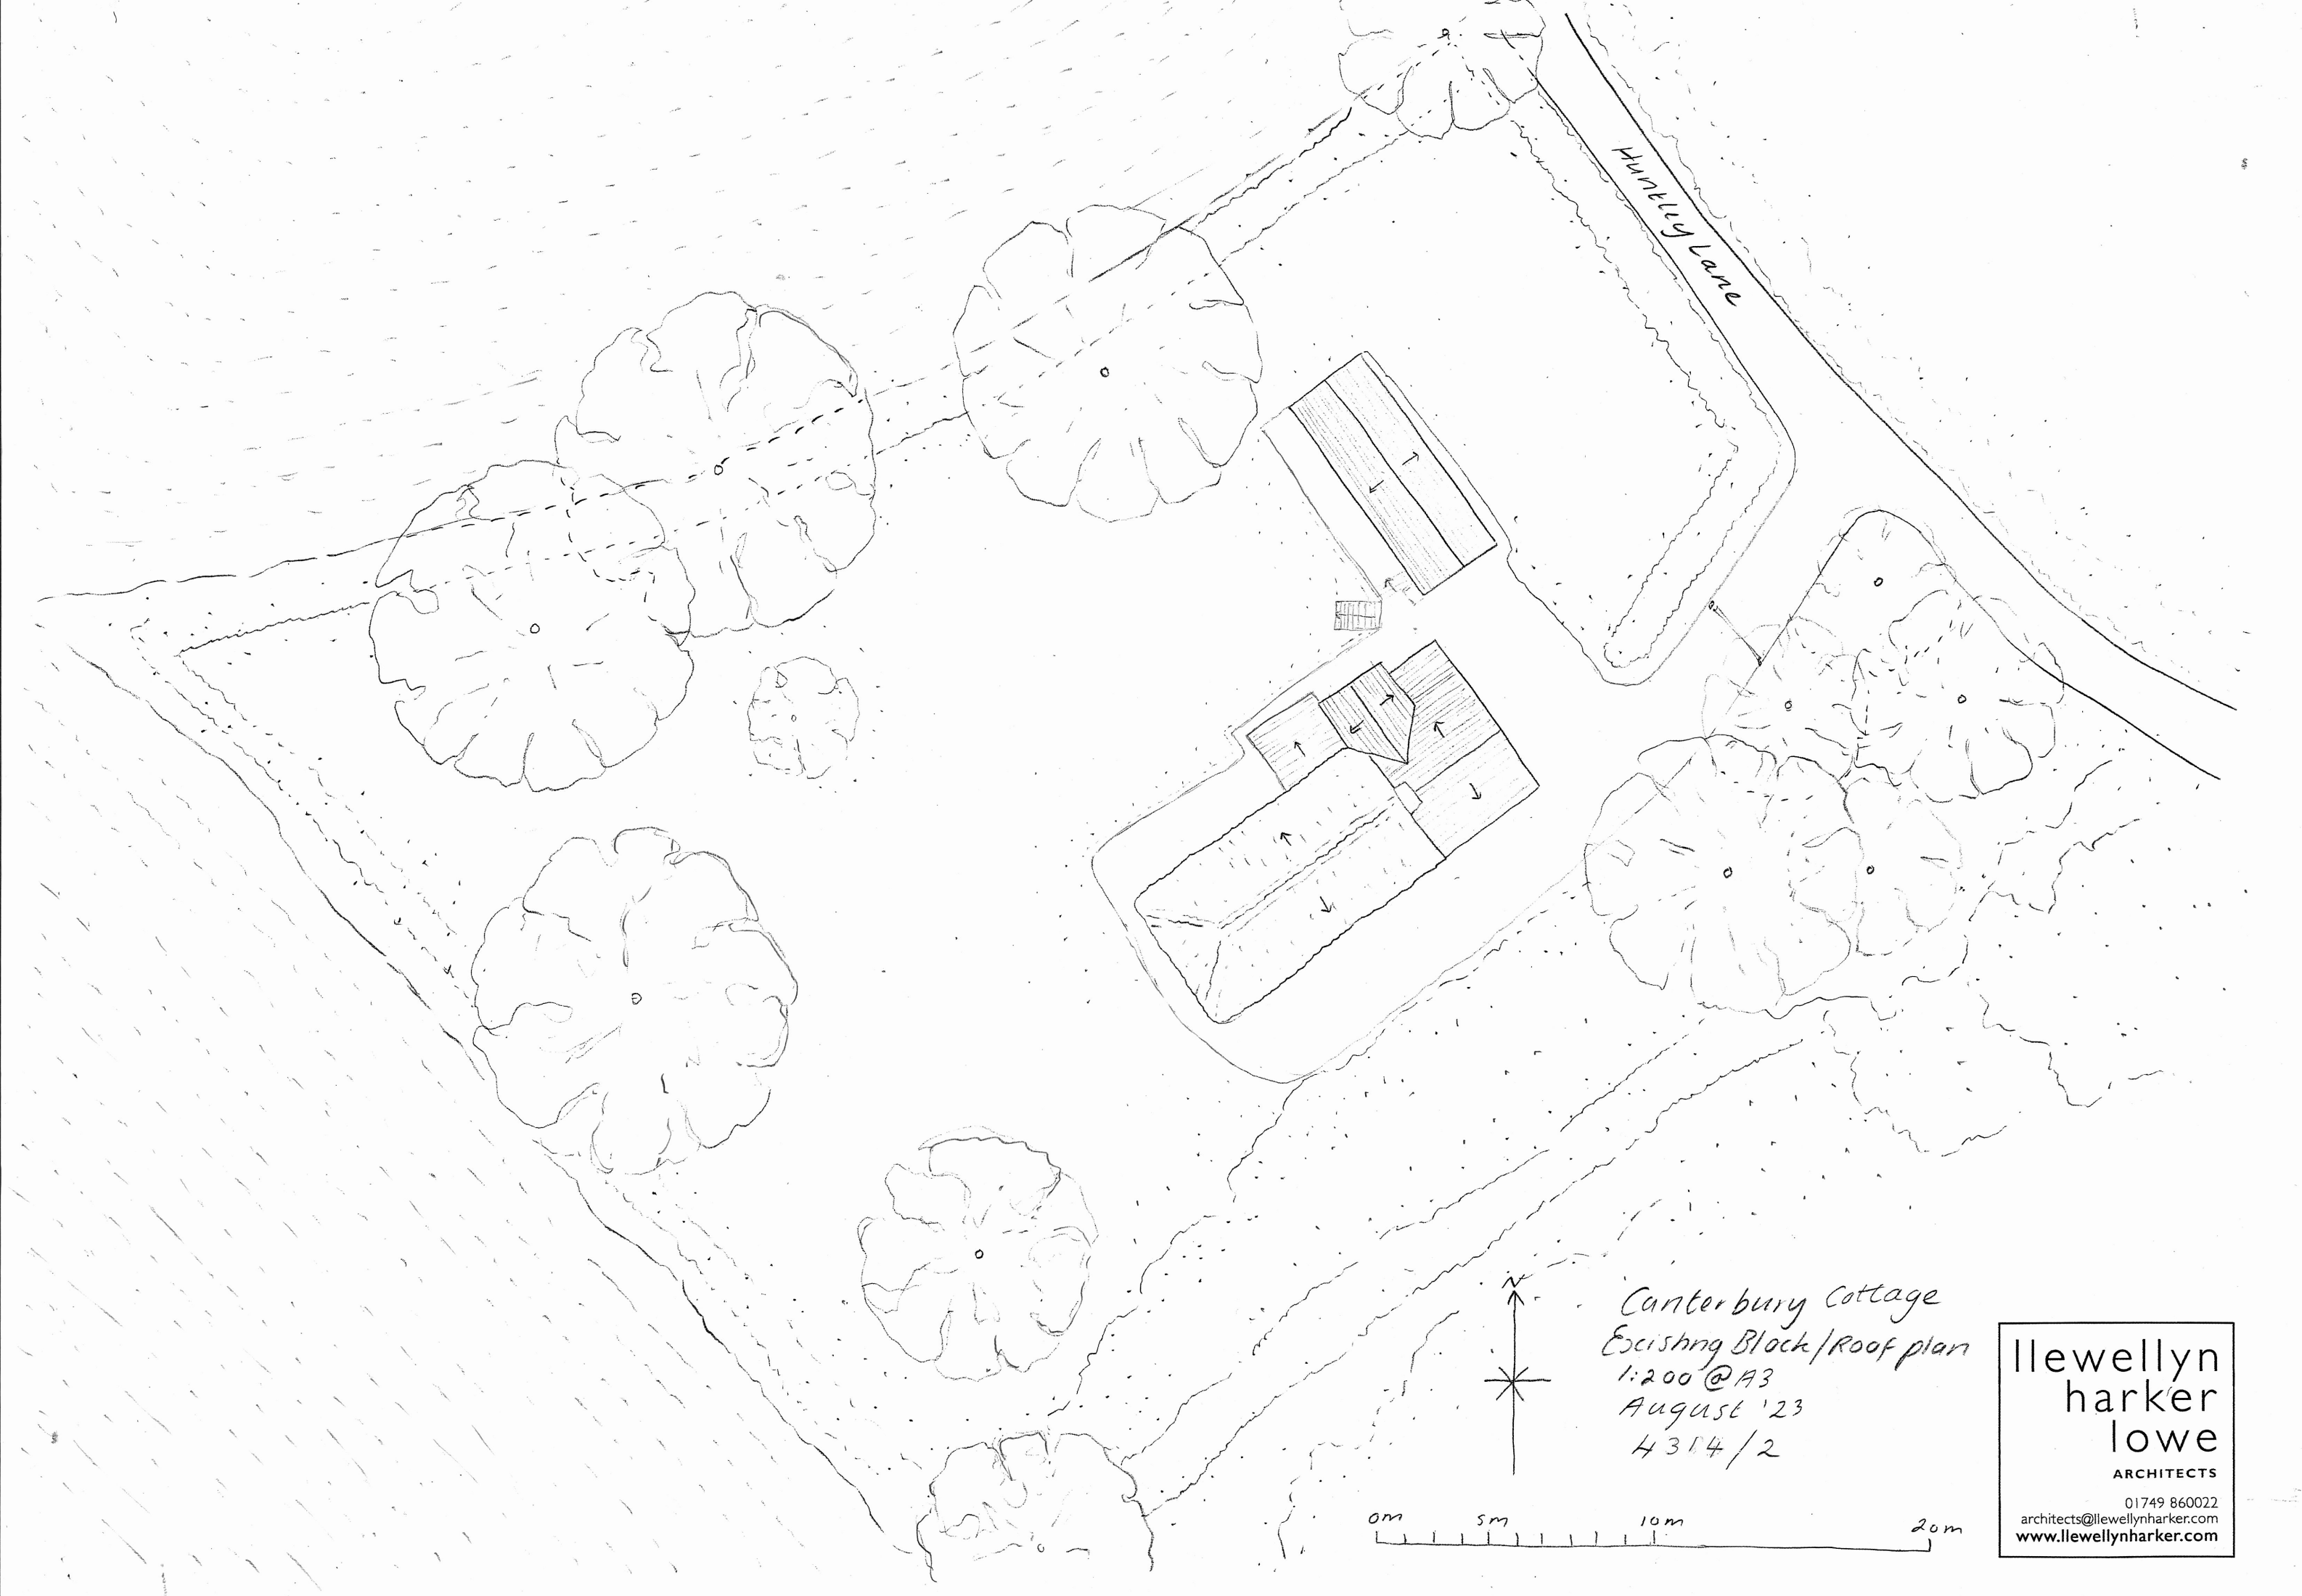 Huntley Lane
N
Canterbury Cottage
Existing Block/Roof plan
1:200 @ A3
August '23
4314/2
0m 5m 10m 20m
llewellyn
harker
lowe
ARCHITECTS
01749 860022
architects@llewellynharker.com
www.llewellynharker.com